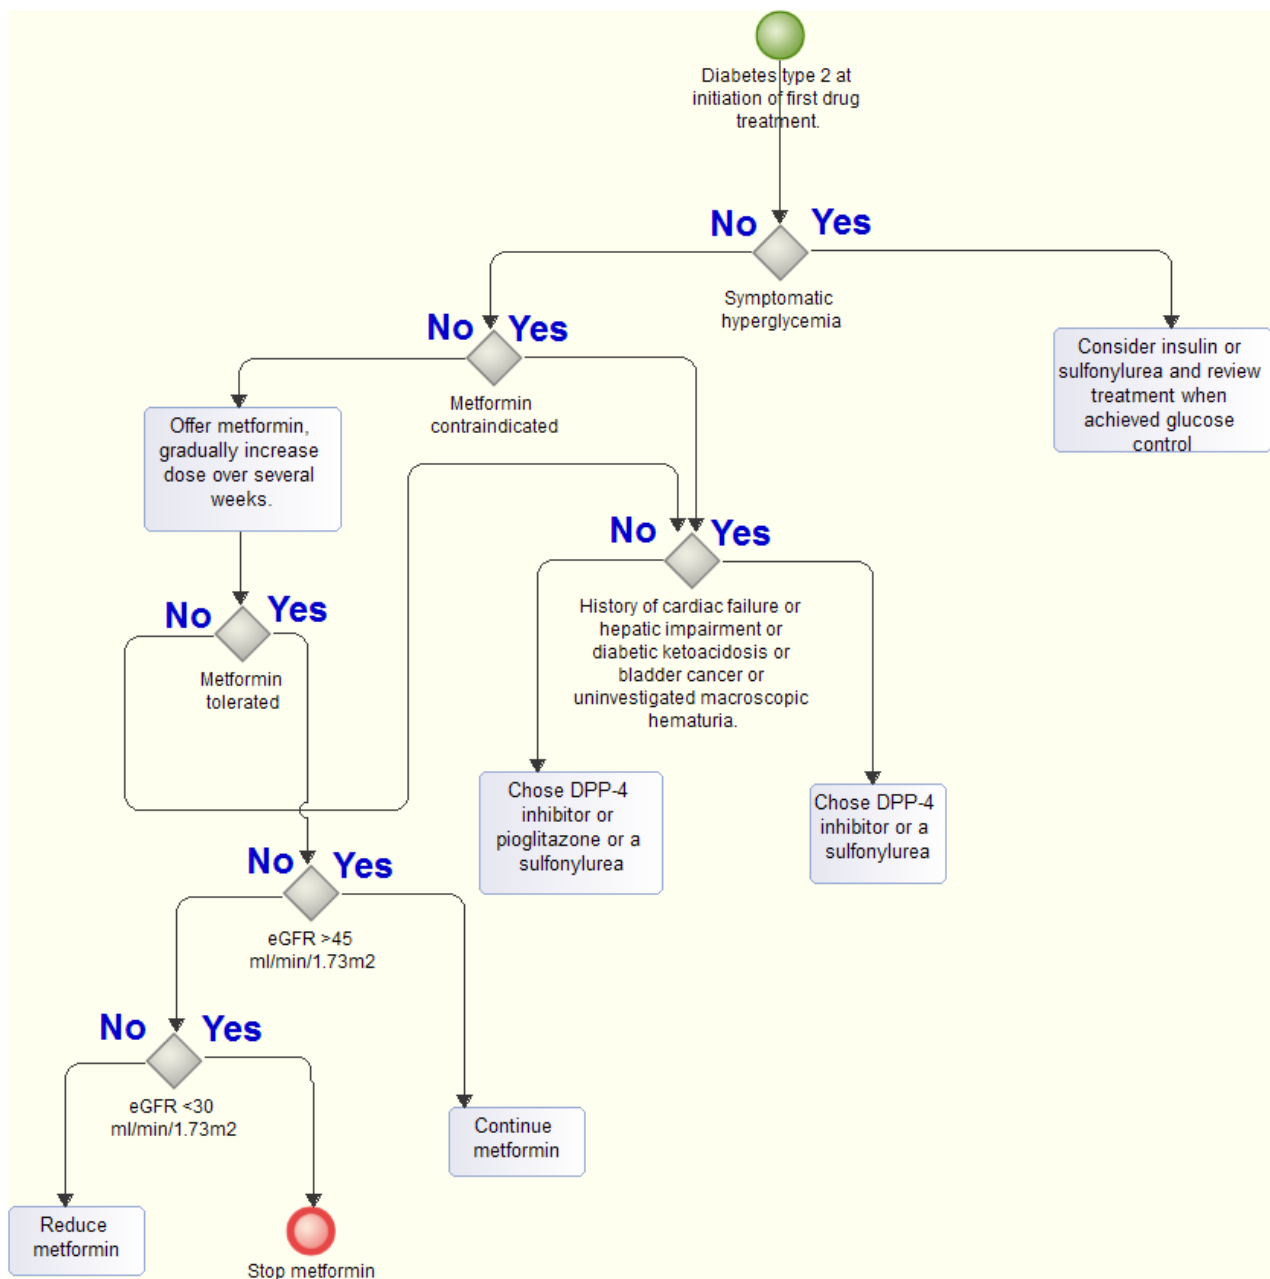 Diabetes type 2 at
initiation of first drug
treatment.
No Yes
Symptomatic
hyperglycemia
No Yes
Metformin
contraindicated
Consider insulin or
sulfonylurea and review
treatment when
achieved glucose
control
Offer metformin,
gradually increase
dose over several
weeks.
No Yes
History of cardiac failure or
hepatic impairment or
diabetic ketoacidosis or
bladder cancer or
uninvestigated macroscopic
hematuria.
No Yes
Metformin
tolerated
Chose DPP-4
inhibitor or
pioglitazone or a
sulfonylurea
Chose DPP-4
inhibitor or a
sulfonylurea
No Yes
eGFR >45
ml/min/1.73m2
No Yes
eGFR <30
ml/min/1.73m2
Continue
metformin
Reduce
metformin
Stop metformin